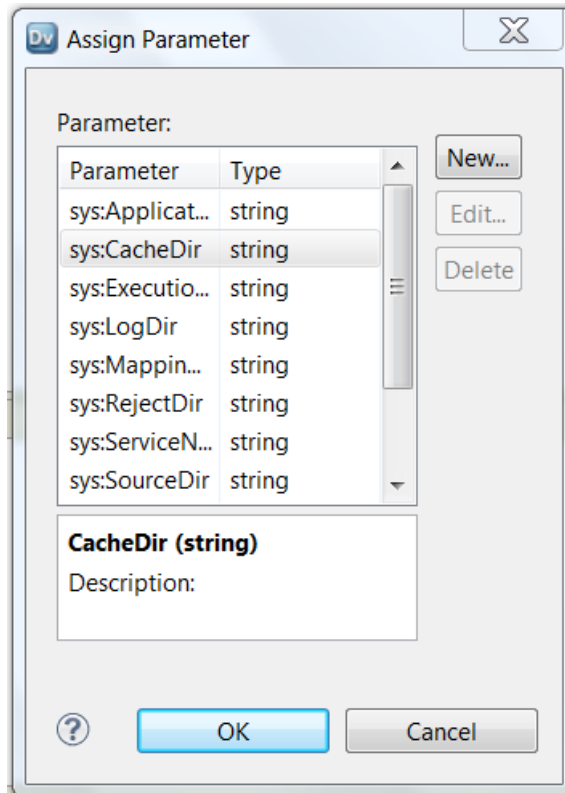 Dv Assign Parameter
Parameter:
Parameter Type
sys:Applicat... string
sys:CacheDir string
sys:Executio... string
sys:LogDir string
sys:Mappin... string
sys:RejectDir string
sys:ServiceN... string
sys:SourceDir string
New...
Edit...
Delete
CacheDir (string)
Description:
? OK Cancel